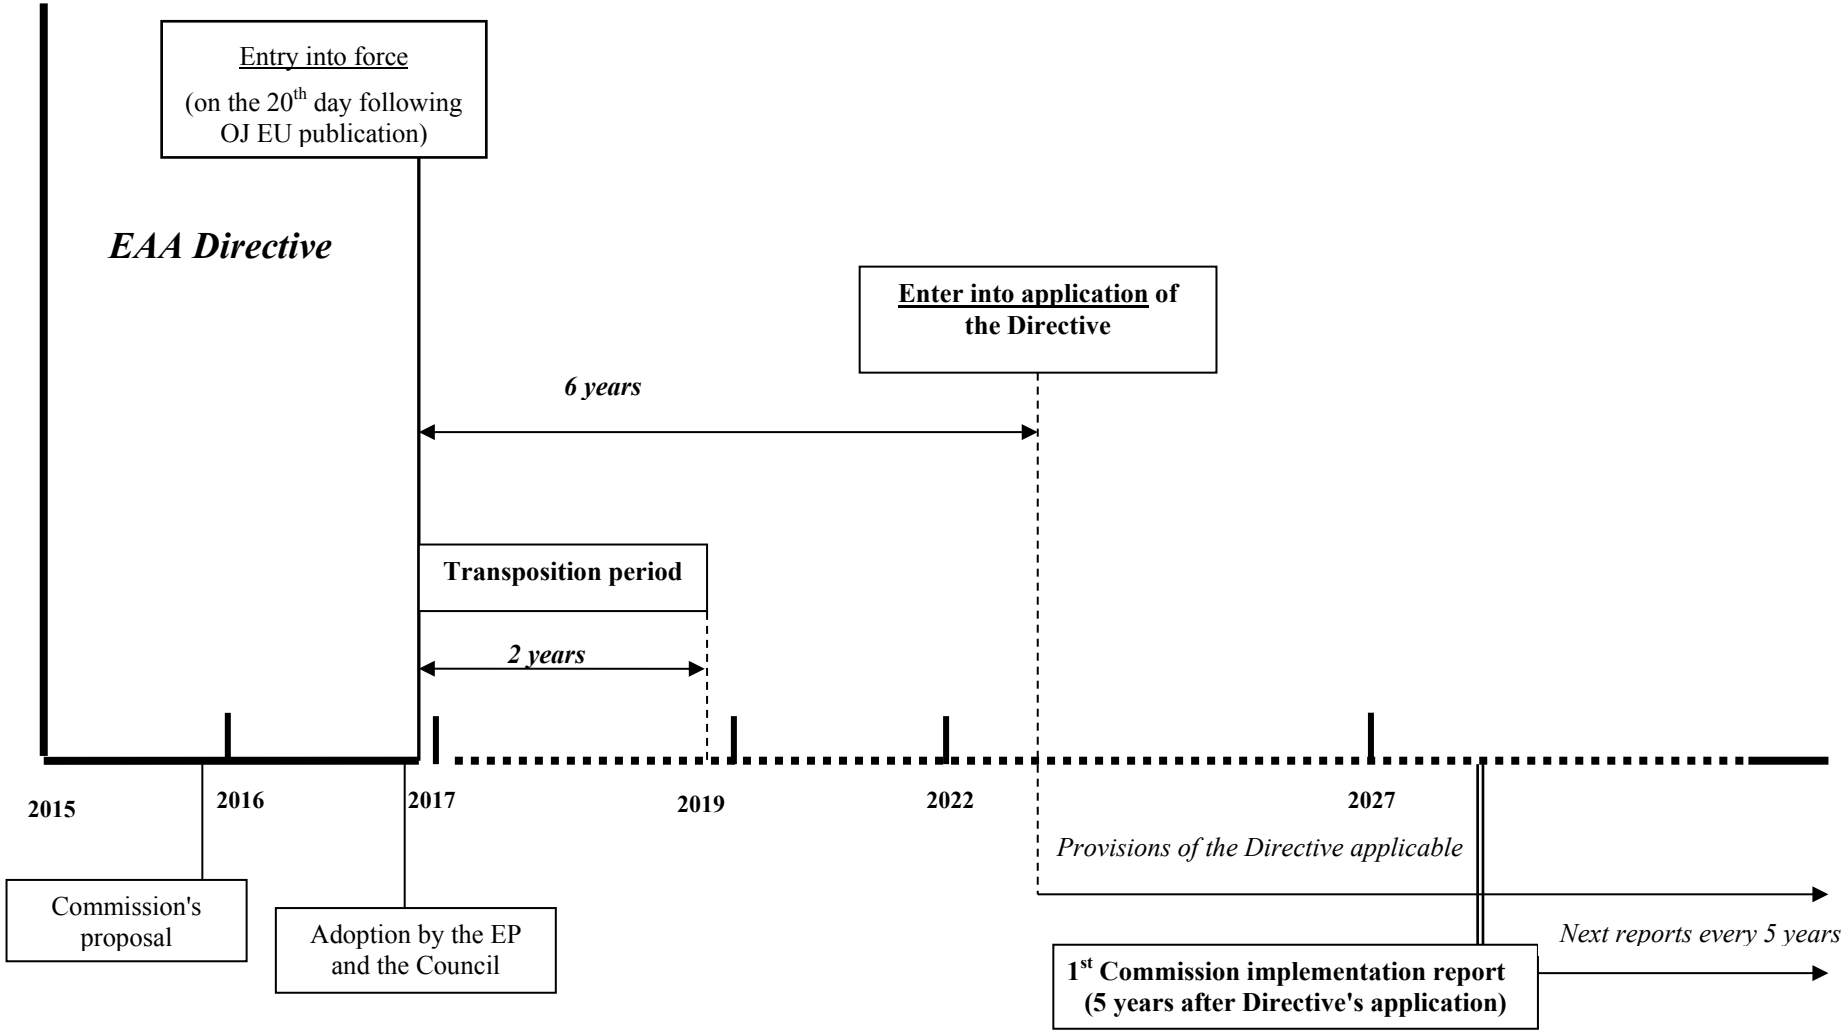 Entry into force
(on the 20th day following
OJ EU publication)
EAA Directive
Enter into application of
the Directive
6 years
Transposition period
2 years
2015
2016
2017
2019
2022
2027
Provisions of the Directive applicable
Commission's
proposal
Adoption by the EP
and the Council
Next reports every 5 years
1st Commission implementation report
(5 years after Directive's application)